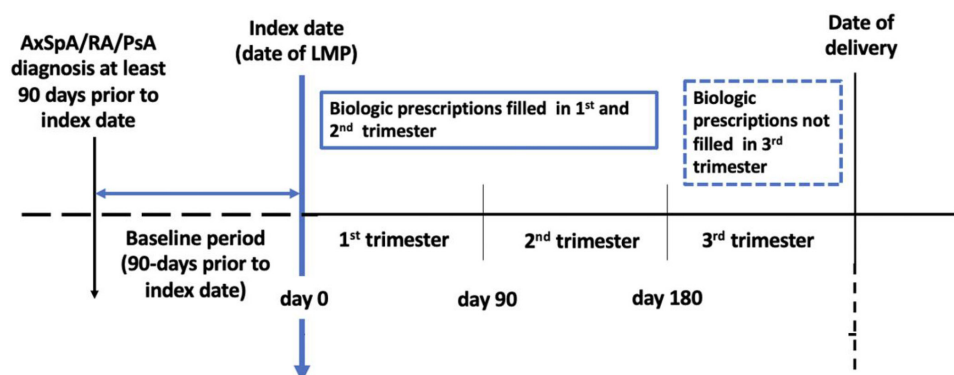 AxSpA/RA/PsA
diagnosis at least
90 days prior to
index date
Index date
(date of LMP)
Date of
delivery
Biologic prescriptions filled in 1st and
2nd trimester
Biologic
prescriptions not
filled in 3rd
trimester
Baseline period
(90-days prior to
index date)
1st trimester
2nd trimester
3rd trimester
day 0
day 90
day 180